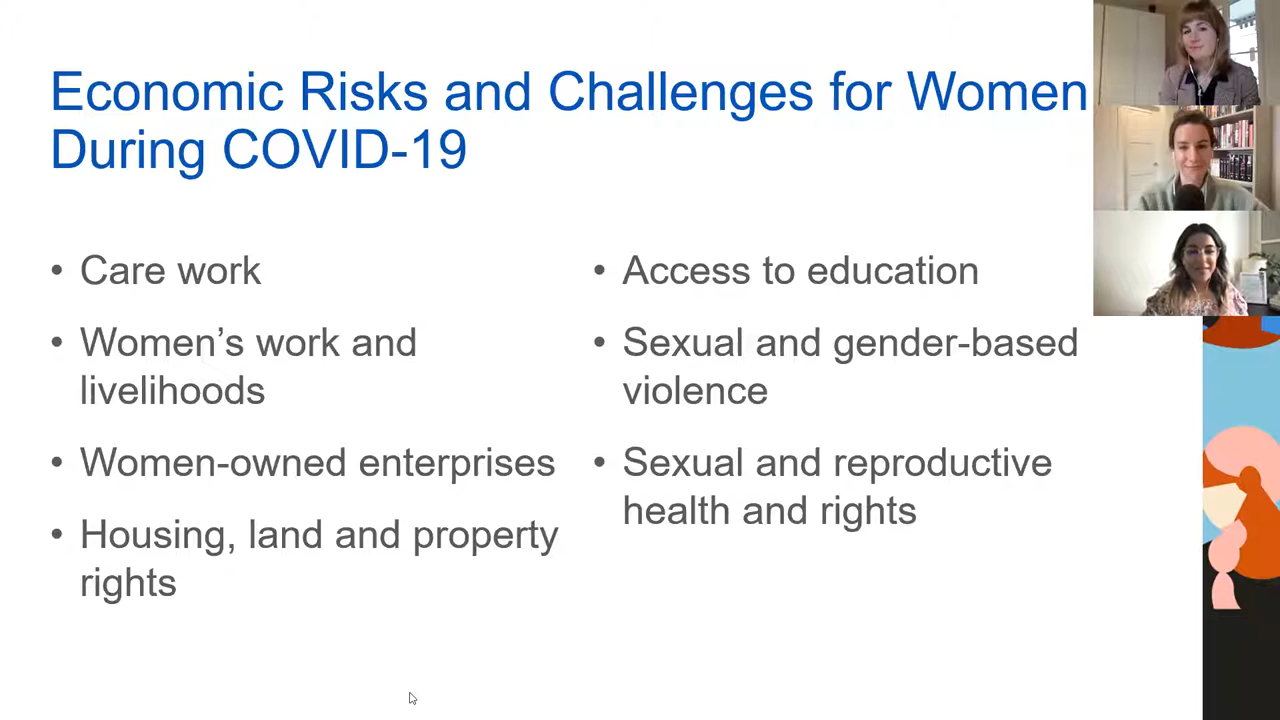 Economic Risks and Challenges for Women
During COVID-19
• Care work
• Women’s work and
livelihoods
• Women-owned enterprises
• Housing, land and property
rights
• Access to education
• Sexual and gender-based
violence
• Sexual and reproductive
health and rights